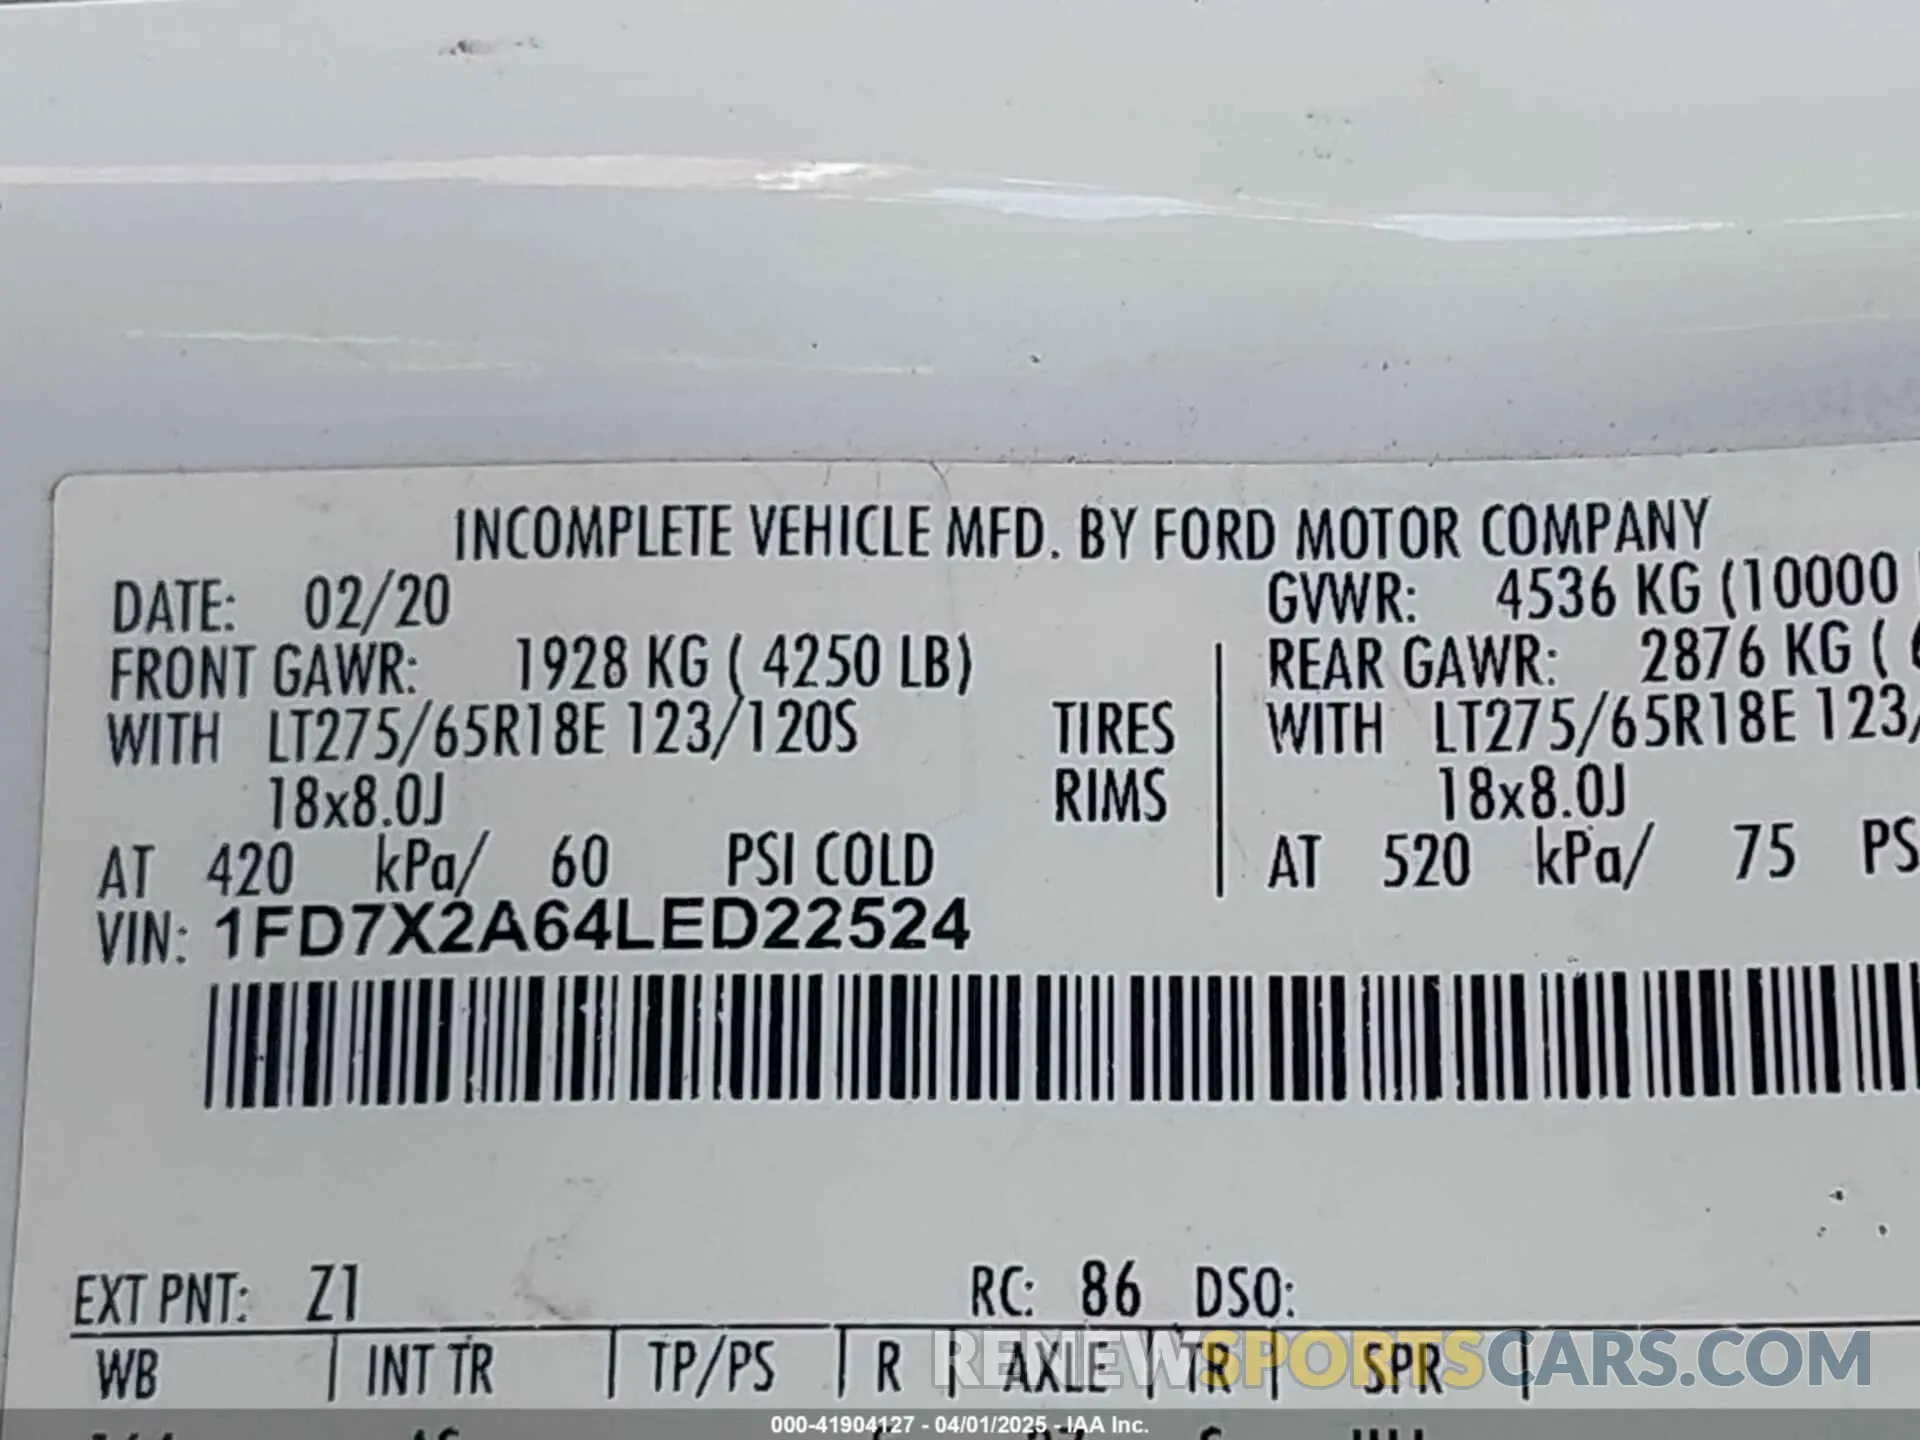 INCOMPLETE VEHICLE MFD. BY FORD MOTOR COMPANY
DATE: 02/20 GVWR: 4536 KG (10000
FRONT GAWR: 1928 KG ( 4250 LB) REAR GAWR: 2876 KG (
WITH LT275/65R18E 123/120S TIRES WITH LT275/65R18E 123/
18x8.0J RIMS 18x8.0J
AT 420 kPa/ 60 PSI COLD AT 520 kPa/ 75 PS
VIN: 1FD7X2A64LED22524
EXT PNT: Z1 RC: 86 DSO:
WB INT TR TP/PS R AXLE TR SPR
RENEWSPORTSCARS.COM
000-41904127 - 04/01/2025 - IAA Inc.